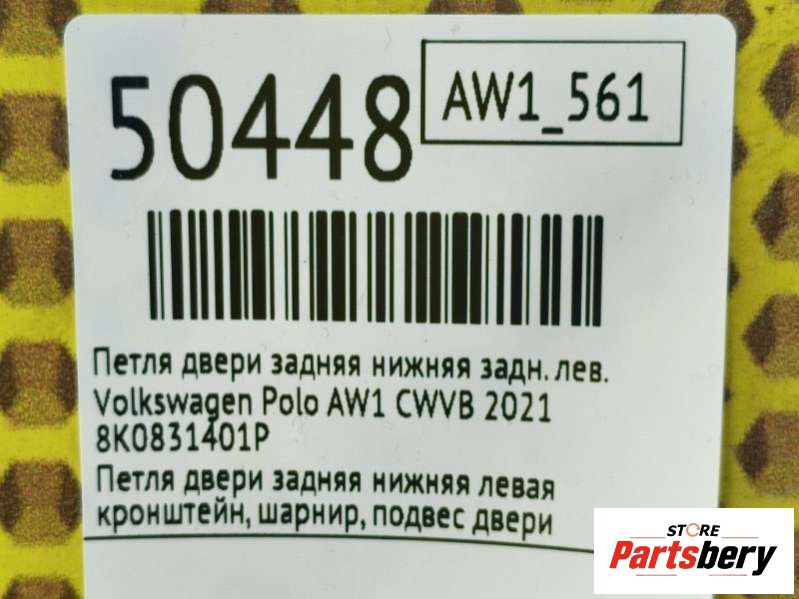 50448
AW1_561
Петля двери задняя нижняя задн. лев.
Volkswagen Polo AW1 CWVB 2021
8K0831401P
Петля двери задняя нижняя левая
кронштейн, шарнир, подвес двери
STORE
Partsbery